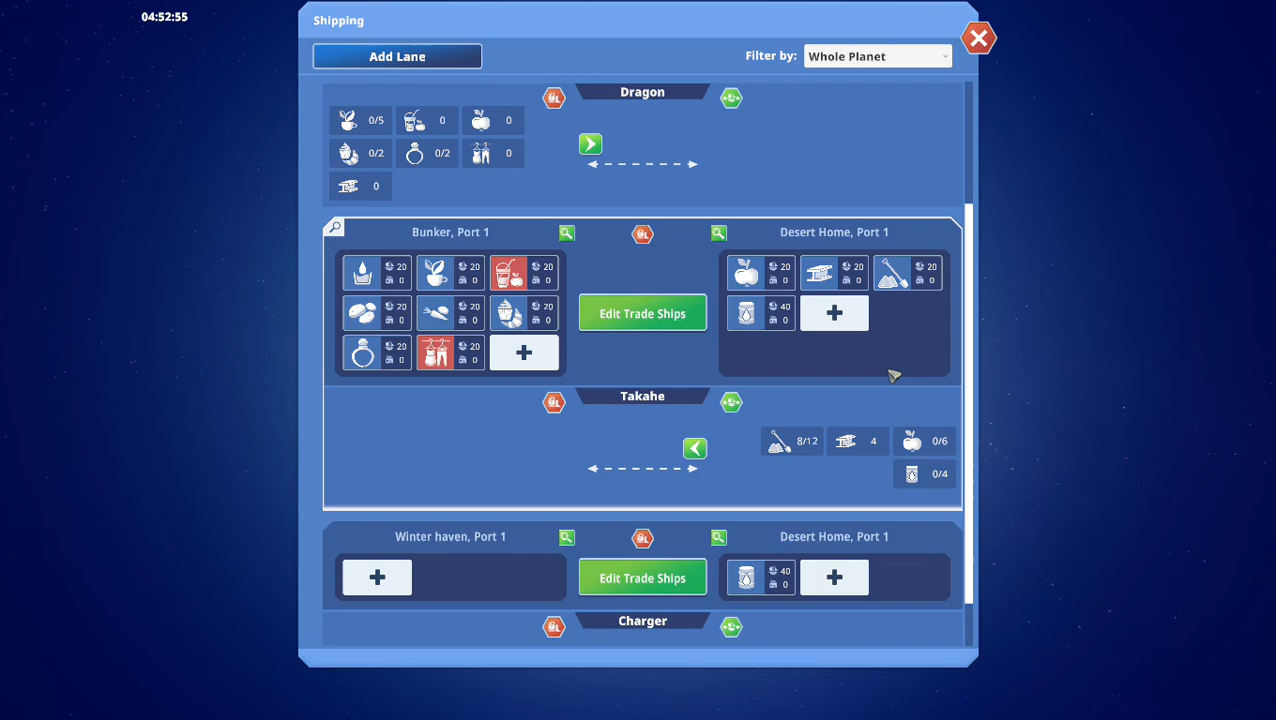 04:52:55
Shipping
Add Lane
Filter by:
Whole Planet
Dragon
0/5
0
0
0/2
0/2
0
0
Bunker, Port 1
Desert Home, Port 1
20
0
20
0
20
0
20
0
20
0
20
0
20
0
20
0
Edit Trade Ships
20
0
20
0
20
0
40
0
Takahe
8/12
4
0/6
0/4
Winter haven, Port 1
Desert Home, Port 1
Edit Trade Ships
40
0
Charger